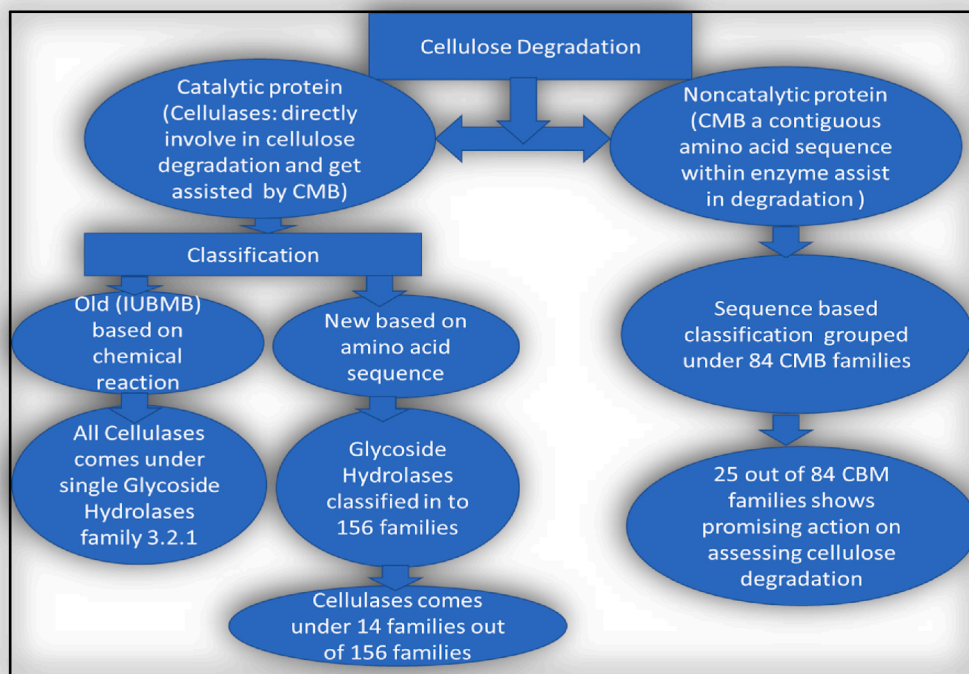 Cellulose Degradation
Catalytic protein
(Cellulases: directly
involve in cellulose
degradation and get
assisted by CMB)
Noncatalytic protein
(CMB a contiguous
amino acid sequence
within enzyme assist
in degradation )
Classification
Old (IUBMB)
based on
chemical
reaction
New based on
amino acid
sequence
Sequence based
classification grouped
under 84 CMB families
All Cellulases
comes under
single Glycoside
Hydrolases
family 3.2.1
Glycoside
Hydrolases
classified in to
156 families
25 out of 84 CBM
families shows
promising action on
assessing cellulose
degradation
Cellulases comes
under 14 families out
of 156 families